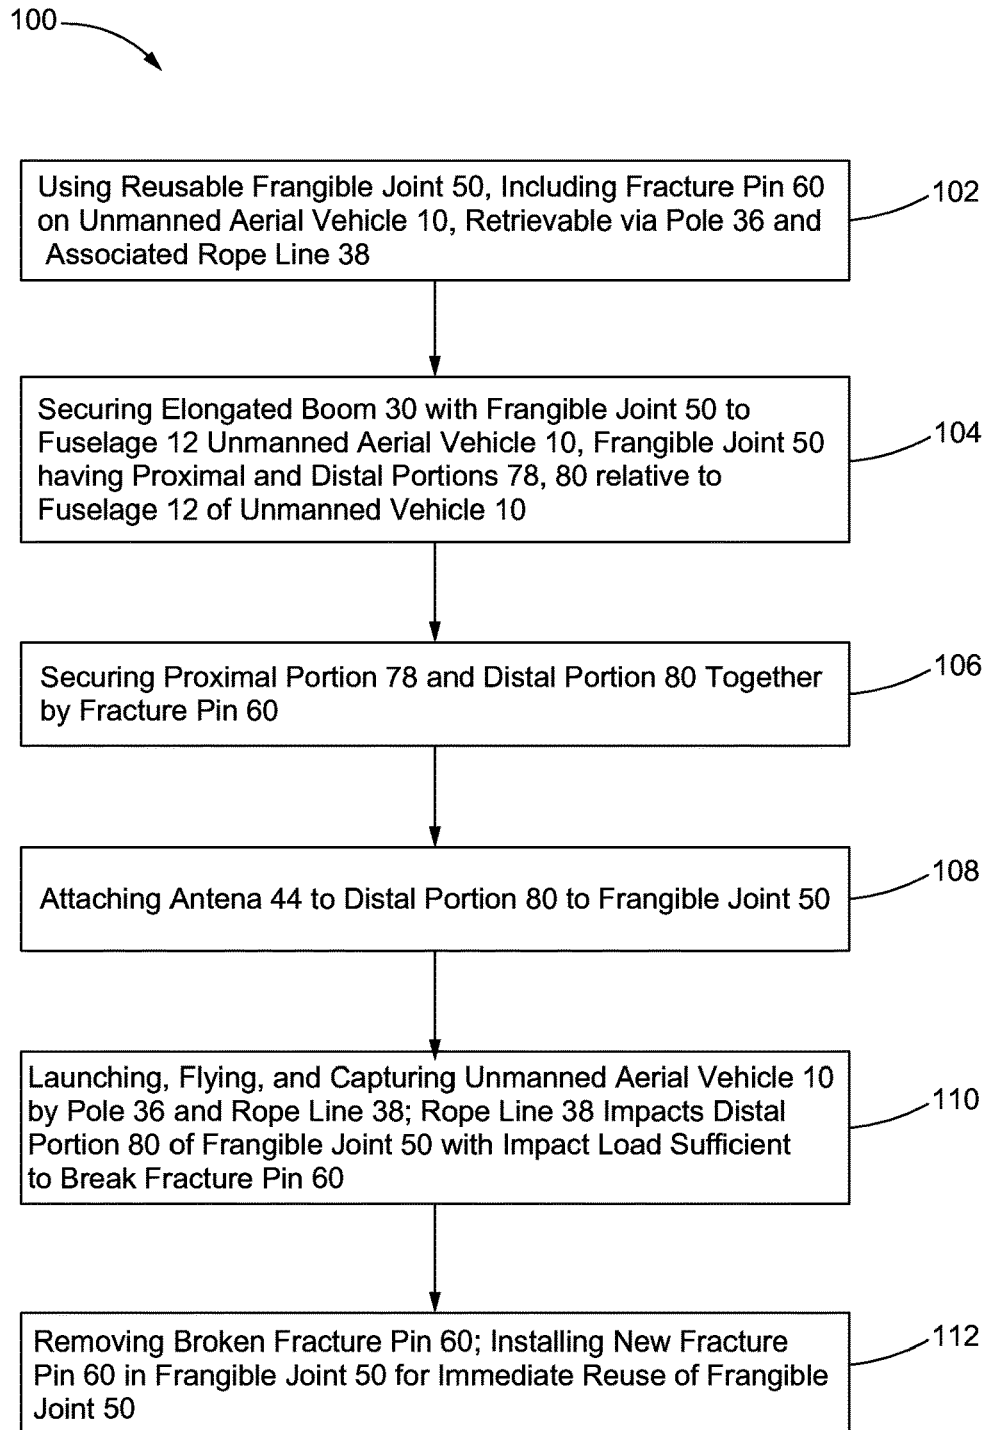 100
Using Reusable Frangible Joint 50, Including Fracture Pin 60
on Unmanned Aerial Vehicle 10, Retrievable via Pole 36 and
Associated Rope Line 38
102
Securing Elongated Boom 30 with Frangible Joint 50 to
Fuselage 12 Unmanned Aerial Vehicle 10, Frangible Joint 50
having Proximal and Distal Portions 78, 80 relative to
Fuselage 12 of Unmanned Vehicle 10
104
Securing Proximal Portion 78 and Distal Portion 80 Together
by Fracture Pin 60
106
Attaching Antena 44 to Distal Portion 80 to Frangible Joint 50
108
Launching, Flying, and Capturing Unmanned Aerial Vehicle 10
by Pole 36 and Rope Line 38; Rope Line 38 Impacts Distal
Portion 80 of Frangible Joint 50 with Impact Load Sufficient
to Break Fracture Pin 60
110
Removing Broken Fracture Pin 60; Installing New Fracture
Pin 60 in Frangible Joint 50 for Immediate Reuse of Frangible
Joint 50
112